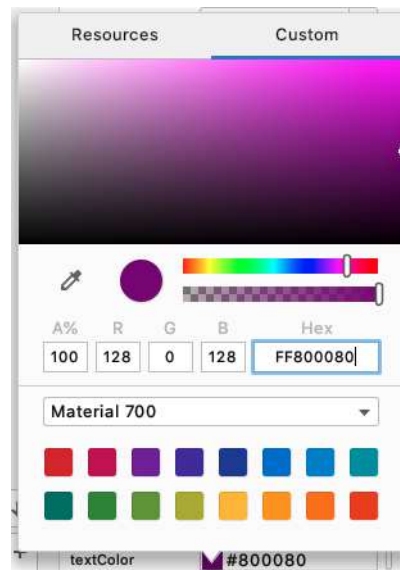 Resources Custom
A% R G B Hex
100 128 0 128 FF800080
Material 700
textColor #800080